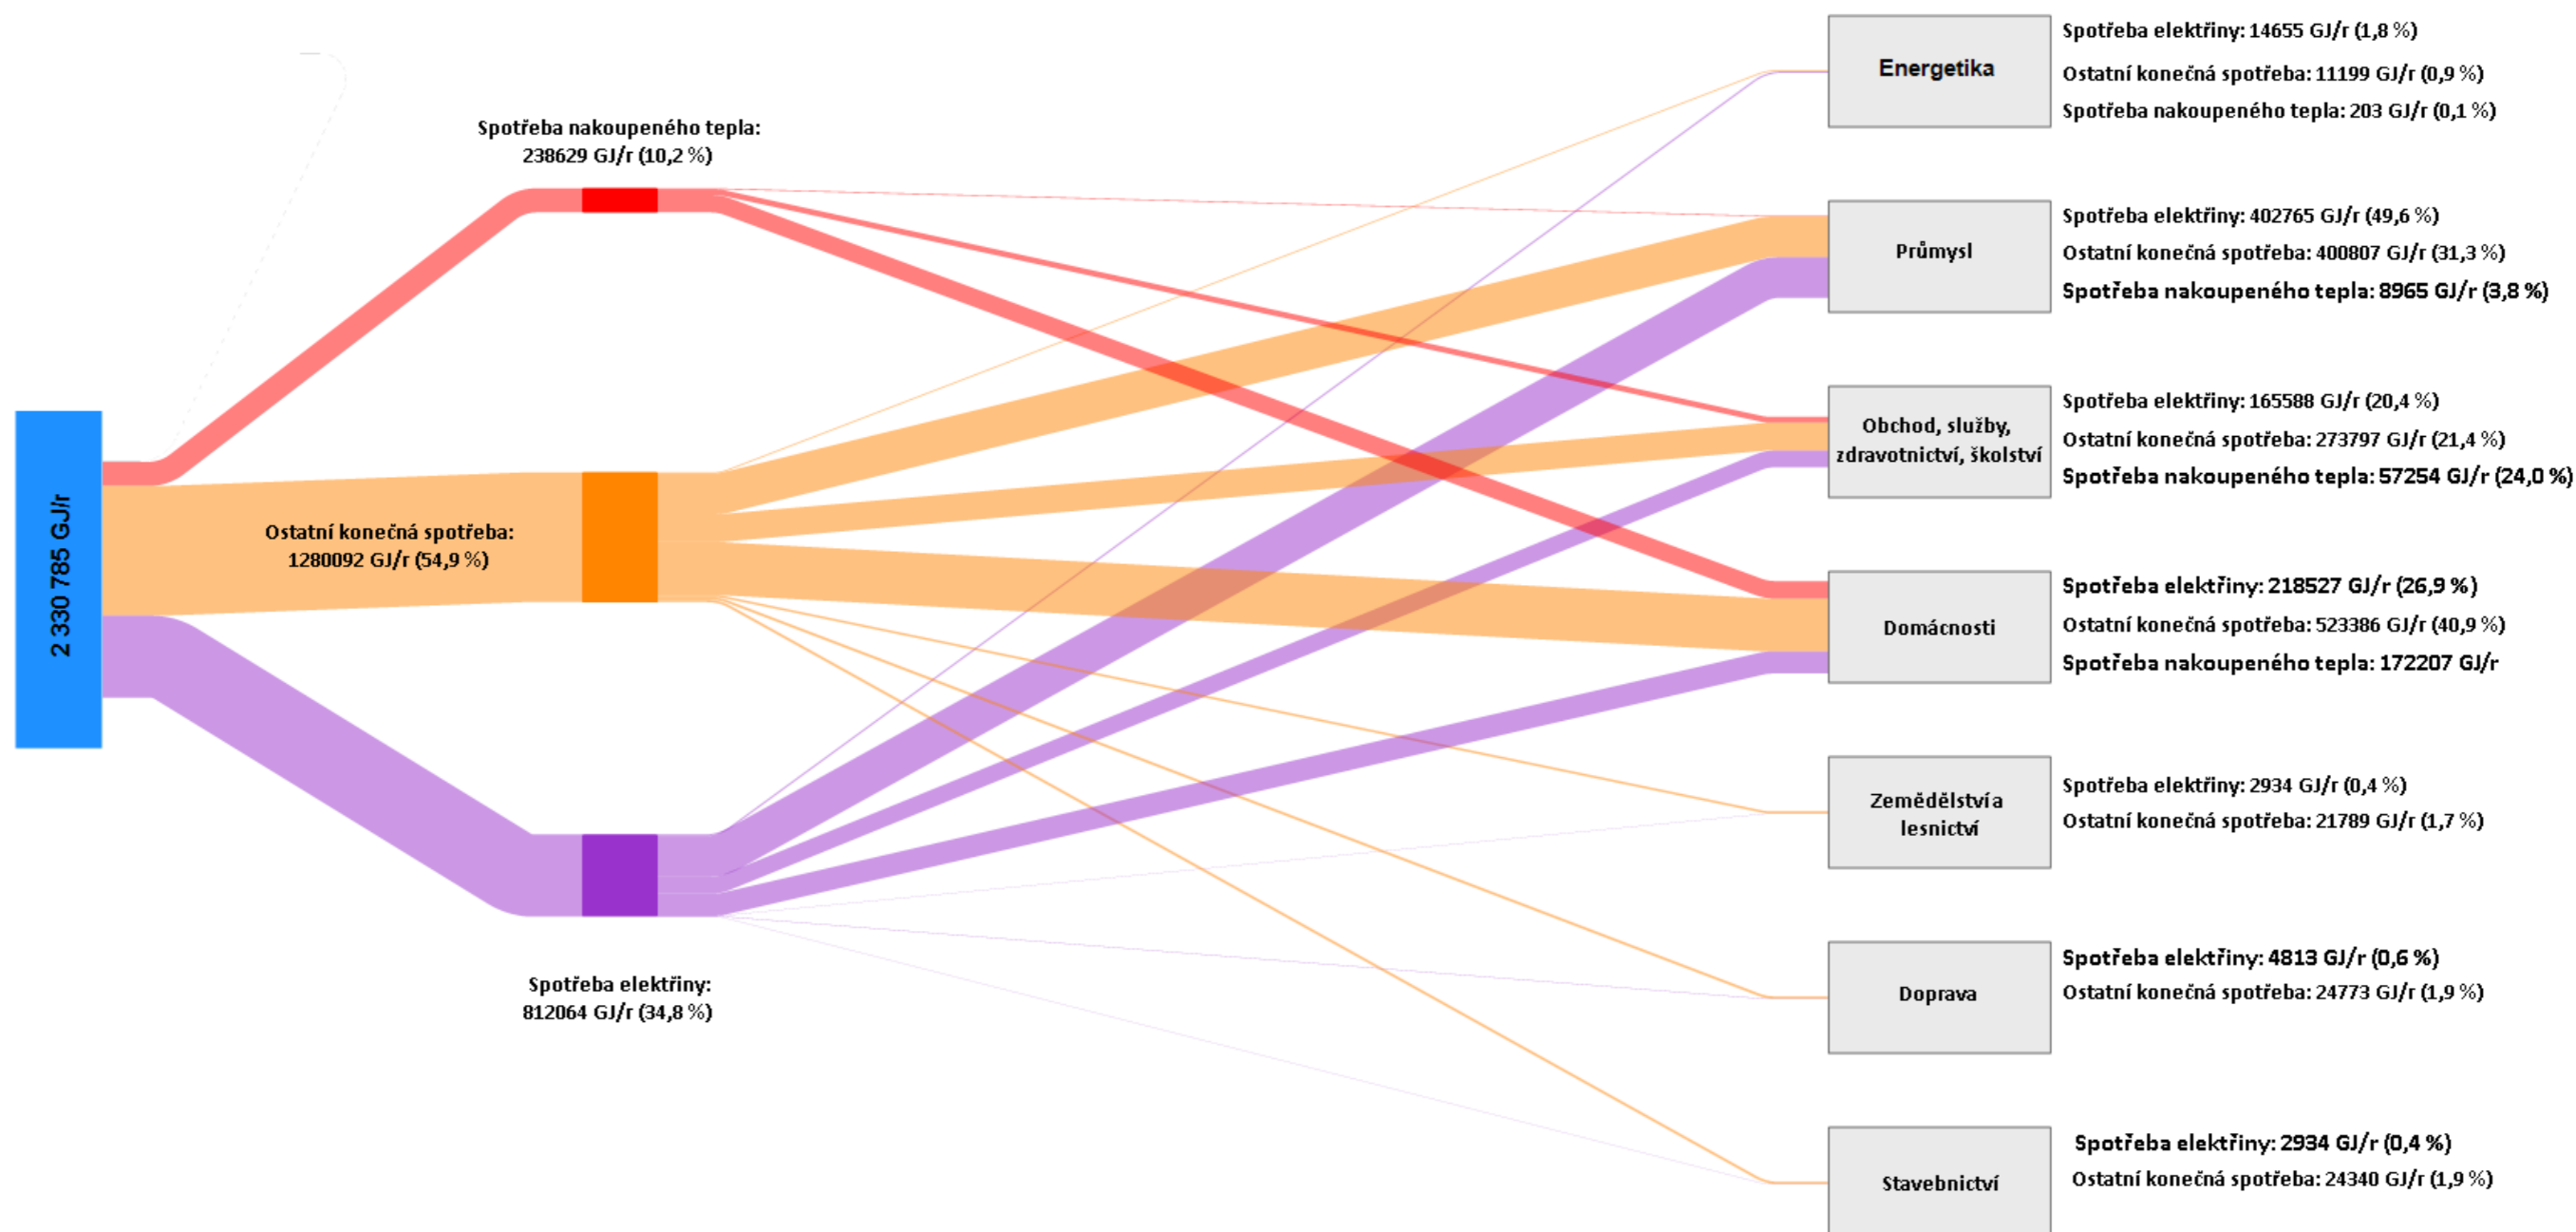 2 330 785 GJ/r
Spotřeba nakoupeného tepla:
238629 GJ/r (10,2 %)
Ostatní konečná spotřeba:
1280092 GJ/r (54,9 %)
Spotřeba elektřiny:
812064 GJ/r (34,8 %)
Energetika
Spotřeba elektřiny: 14655 GJ/r (1,8 %)
Ostatní konečná spotřeba: 11199 GJ/r (0,9 %)
Spotřeba nakoupeného tepla: 203 GJ/r (0,1 %)
Průmysl
Spotřeba elektřiny: 402765 GJ/r (49,6 %)
Ostatní konečná spotřeba: 400807 GJ/r (31,3 %)
Spotřeba nakoupeného tepla: 8965 GJ/r (3,8 %)
Obchod, služby,
zdravotnictví, školství
Spotřeba elektřiny: 165588 GJ/r (20,4 %)
Ostatní konečná spotřeba: 273797 GJ/r (21,4 %)
Spotřeba nakoupeného tepla: 57254 GJ/r (24,0 %)
Domácnosti
Spotřeba elektřiny: 218527 GJ/r (26,9 %)
Ostatní konečná spotřeba: 523386 GJ/r (40,9 %)
Spotřeba nakoupeného tepla: 172207 GJ/r
Zemědělství a
lesnictví
Spotřeba elektřiny: 2934 GJ/r (0,4 %)
Ostatní konečná spotřeba: 21789 GJ/r (1,7 %)
Doprava
Spotřeba elektřiny: 4813 GJ/r (0,6 %)
Ostatní konečná spotřeba: 24773 GJ/r (1,9 %)
Stavebnictví
Spotřeba elektřiny: 2934 GJ/r (0,4 %)
Ostatní konečná spotřeba: 24340 GJ/r (1,9 %)